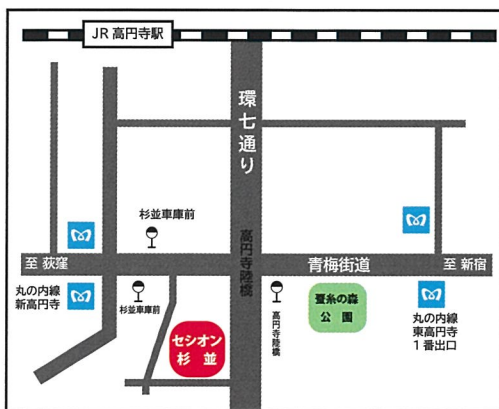 JR 高円寺駅
環七通り
杉並車庫前
高円寺陸橋
至 荻窪
青梅街道
至 新宿
丸の内線
新高円寺
杉並車庫前
セシオン
杉 並
高円寺陸橋
蚕糸の森
公 園
丸の内線
東高円寺
1番出口